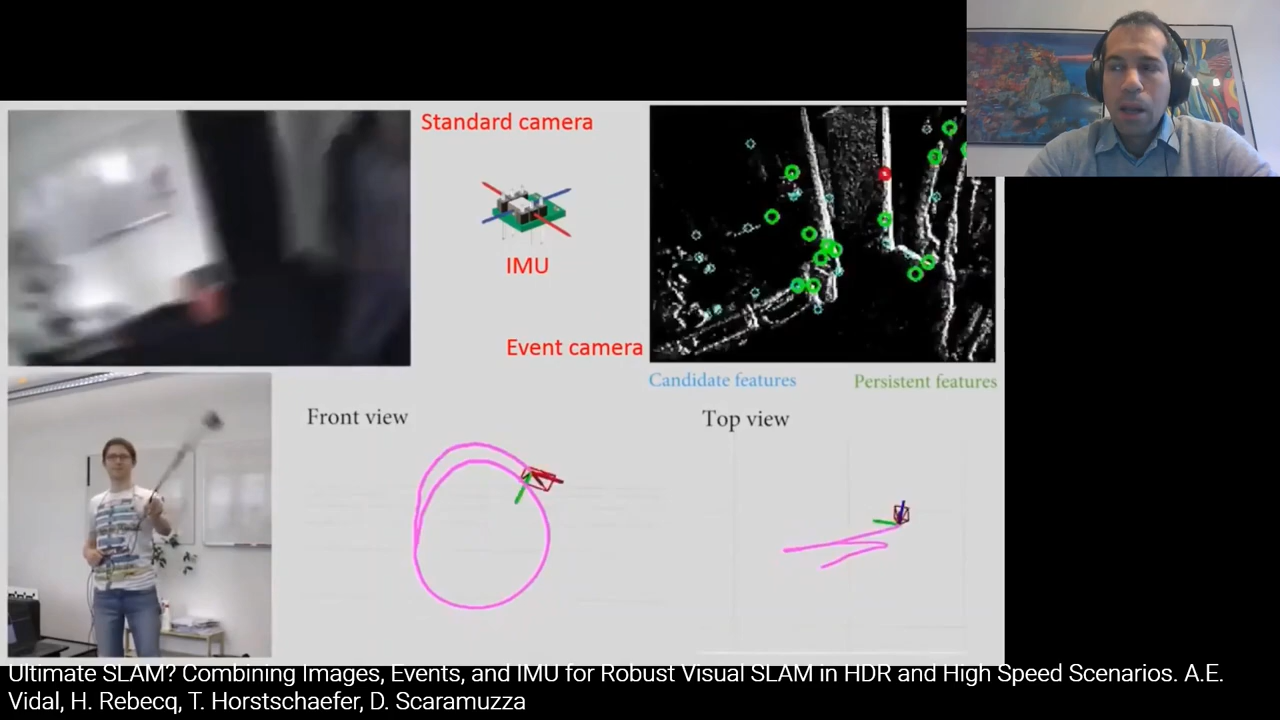 Standard camera
IMU
Event camera
Candidate features
Persistent features
Front view
Top view
Ultimate SLAM? Combining Images, Events, and IMU for Robust Visual SLAM in HDR and High Speed Scenarios. A.E.
Vidal, H. Rebecq, T. Horstschaefer, D. Scaramuzza